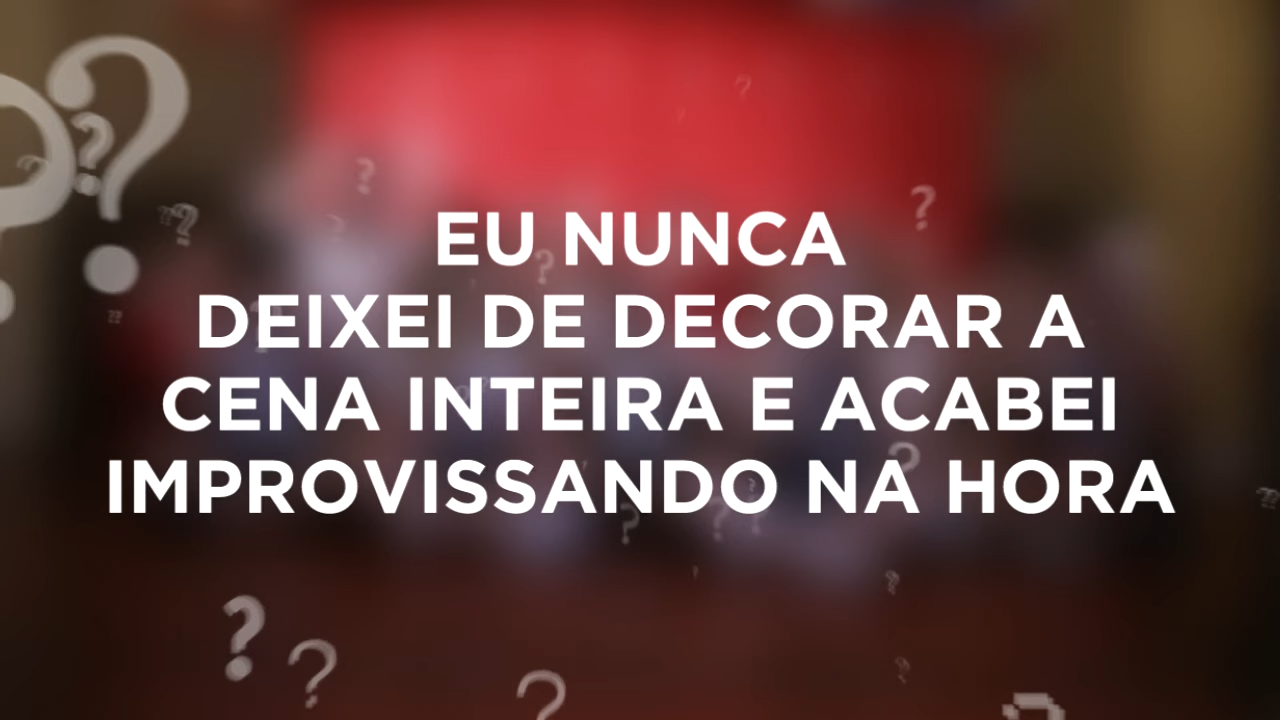 EU NUNCA
DEIXEI DE DECORAR A
CENA INTEIRA E ACABEI
IMPROVISSANDO NA HORA